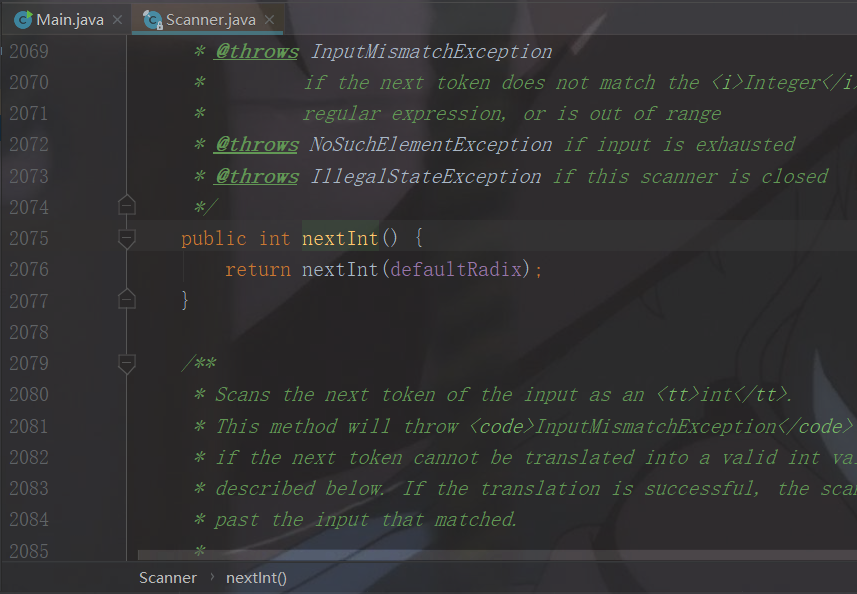 Main.java × Scanner.java ×
2069 * @throws InputMismatchException
2070 * if the next token does not match the <i>Integer</i>
2071 * regular expression, or is out of range
2072 * @throws NoSuchElementException if input is exhausted
2073 * @throws IllegalStateException if this scanner is closed
2074 */
2075 public int nextInt() {
2076 return nextInt(defaultRadix);
2077 }
2078
2079 /**
2080 * Scans the next token of the input as an <tt>int</tt>.
2081 * This method will throw <code>InputMismatchException</code>
2082 * if the next token cannot be translated into a valid int va
2083 * described below. If the translation is successful, the sca
2084 * past the input that matched.
2085 *
Scanner › nextInt()